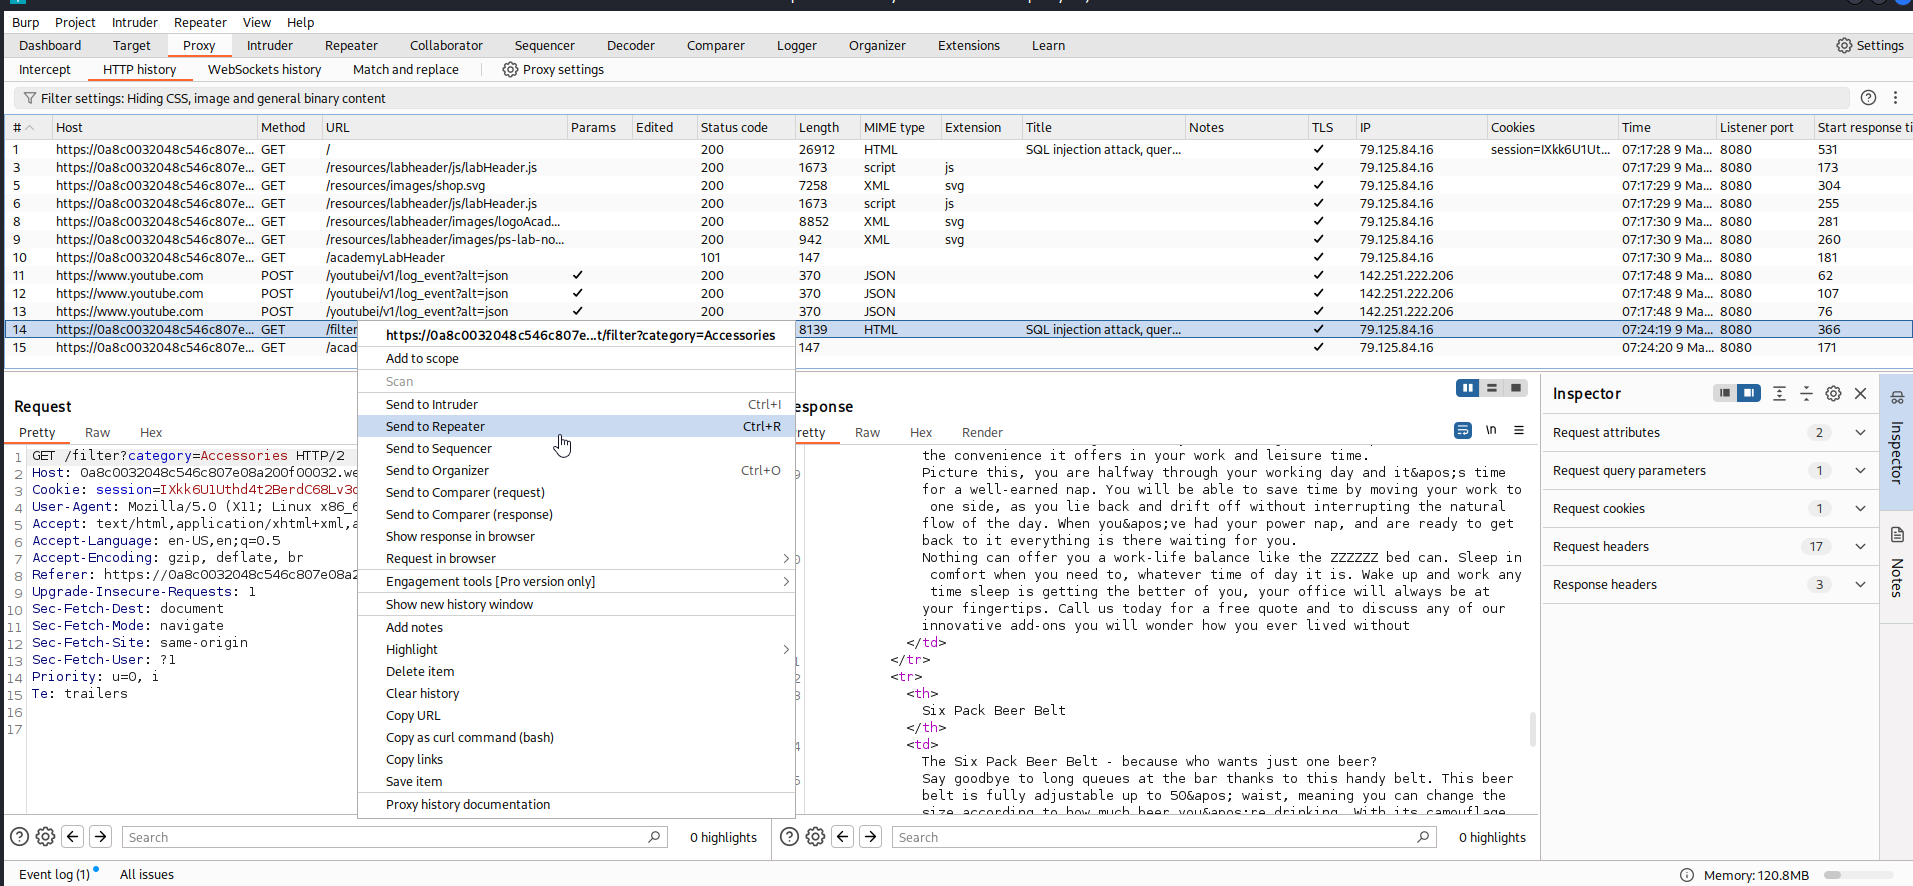 Burp Project Intruder Repeater View Help
Dashboard Target Proxy Intruder Repeater Collaborator Sequencer Decoder Comparer Logger Organizer Extensions Learn Settings
Intercept HTTP history WebSockets history Match and replace Proxy settings
Filter settings: Hiding CSS, image and general binary content
# Host Method URL Params Edited Status code Length MIME type Extension Title Notes TLS IP Cookies Time Listener port Start response ti
1 https://0a8c0032048c546c807e... GET / 200 26912 HTML SQL injection attack, quer... ✓ 79.125.84.16 session=IXkk6U1Ut... 07:17:28 9 Ma... 8080 531
3 https://0a8c0032048c546c807e... GET /resources/labheader/js/labHeader.js 200 1673 script js ✓ 79.125.84.16 07:17:29 9 Ma... 8080 173
5 https://0a8c0032048c546c807e... GET /resources/images/shop.svg 200 7258 XML svg ✓ 79.125.84.16 07:17:29 9 Ma... 8080 304
6 https://0a8c0032048c546c807e... GET /resources/labheader/js/labHeader.js 200 1673 script js ✓ 79.125.84.16 07:17:29 9 Ma... 8080 255
8 https://0a8c0032048c546c807e... GET /resources/labheader/images/logoAcad... 200 8852 XML svg ✓ 79.125.84.16 07:17:30 9 Ma... 8080 281
9 https://0a8c0032048c546c807e... GET /resources/labheader/images/ps-lab-no... 200 942 XML svg ✓ 79.125.84.16 07:17:30 9 Ma... 8080 260
10 https://0a8c0032048c546c807e... GET /academyLabHeader 101 147 ✓ 79.125.84.16 07:17:30 9 Ma... 8080 181
11 https://www.youtube.com POST /youtubei/v1/log_event?alt=json ✓ 200 370 JSON ✓ 142.251.222.206 07:17:48 9 Ma... 8080 62
12 https://www.youtube.com POST /youtubei/v1/log_event?alt=json ✓ 200 370 JSON ✓ 142.251.222.206 07:17:48 9 Ma... 8080 107
13 https://www.youtube.com POST /youtubei/v1/log_event?alt=json ✓ 200 370 JSON ✓ 142.251.222.206 07:17:48 9 Ma... 8080 76
14 https://0a8c0032048c546c807e... GET /filter 8139 HTML SQL injection attack, quer... ✓ 79.125.84.16 07:24:19 9 Ma... 8080 366
15 https://0a8c0032048c546c807e... GET /acad 147 ✓ 79.125.84.16 07:24:20 9 Ma... 8080 171
https://0a8c0032048c546c807e...t/filter?category=Accessories
Add to scope
Scan
Send to Intruder Ctrl+I
Send to Repeater Ctrl+R
Send to Sequencer
Send to Organizer Ctrl+O
Send to Comparer (request)
Send to Comparer (response)
Show response in browser
Request in browser
Engagement tools [Pro version only]
Show new history window
Add notes
Highlight
Delete item
Clear history
Copy URL
Copy as curl command (bash)
Copy links
Save item
Proxy history documentation
Request
Pretty Raw Hex
1 GET /filter?category=Accessories HTTP/2
2 Host: 0a8c0032048c546c807e08a200f00032.we
3 Cookie: session=IXkk6U1Uthd4t2BerdC68Lv3
4 User-Agent: Mozilla/5.0 (X11; Linux x86_6
5 Accept: text/html,application/xhtml+xml,a
6 Accept-Language: en-US,en;q=0.5
7 Accept-Encoding: gzip, deflate, br
8 Referer: https://0a8c0032048c546c807e08a2
9 Upgrade-Insecure-Requests: 1
10 Sec-Fetch-Dest: document
11 Sec-Fetch-Mode: navigate
12 Sec-Fetch-Site: same-origin
13 Sec-Fetch-User: ?1
14 Priority: u=0, i
15 Te: trailers
16
17
esponse
retty Raw Hex Render \n
the convenience it offers in your work and leisure time.
9 Picture this, you are halfway through your working day and it&apos;s time
for a well-earned nap. You will be able to save time by moving your work to
one side, as you lie back and drift off without interrupting the natural
flow of the day. When you&apos;ve had your power nap, and are ready to get
back to it everything is there waiting for you.
0 Nothing can offer you a work-life balance like the ZZZZZZ bed can. Sleep in
comfort when you need to, whatever time of day it is. Wake up and work any
time sleep is getting the better of you, your office will always be at
your fingertips. Call us today for a free quote and to discuss any of our
innovative add-ons you will wonder how you ever lived without
</td>
1 </tr>
2 <tr>
3 <th>
Six Pack Beer Belt
</th>
4 <td>
The Six Pack Beer Belt - because who wants just one beer?
5 Say goodbye to long queues at the bar thanks to this handy belt. This beer
belt is fully adjustable up to 50&apos; waist, meaning you can change the
size according to how much beer you&apos;re drinking. With its camouflage
Inspector
Request attributes 2
Request query parameters 1
Request cookies 1
Request headers 17
Response headers 3
Inspector
Notes
Search 0 highlights
Search 0 highlights
Event log (1) All issues Memory: 120.8MB